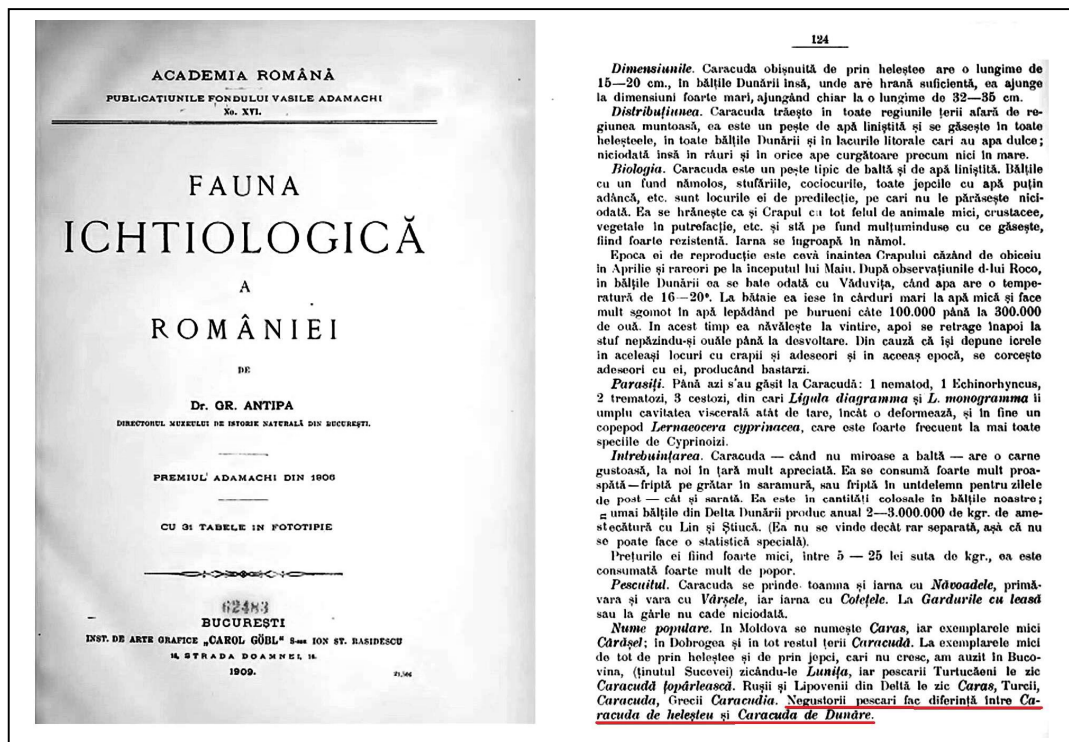 ACADEMIA ROMÂNĂ
PUBLICAȚIUNILE FONDULUI VASILE ADAMACHI
No. XVI.
FAUNA
ICHTIOLOGICĂ
A
ROMÂNIEI
DE
Dr. GR. ANTIPA
DIRECTORUL MUZEULUI DE ISTORIE NATURALĂ DIN BUCUREȘTI.
PREMIUL ADAMACHI DIN 1906
CU 31 TABELE IN FOTOTIPIE
62483
BUCUREȘTI
INST. DE ARTE GRAFICE „CAROL GÖBL" S-sor ION ST. RASIDESCU
16, STRADA DOAMNEI, 16.
1909.
124
Dimensiunile. Caracuda obișnuită de prin heleștee are o lungime de
15—20 cm., în bălțile Dunării însă, unde are hrană suficientă, ea ajunge
la dimensiuni foarte mari, ajungând chiar la o lungime de 32—35 cm.
Distribuțiunea. Caracuda trăește în toate regiunile țerii afară de re-
giunea muntoasă, ea este un pește de apă liniștită și se găsește în toate
heleșteele, în toate bălțile Dunării și în lacurile litorale cari au apa dulce;
niciodată însă în râuri și în orice ape curgătoare precum nici în mare.
Biologia. Caracuda este un pește tipic de baltă și de apă liniștită. Bălțile
cu un fund nămolos, stufăriile, cociocurile, toate jepcile cu apă puțin
adâncă, etc. sunt locurile ei de predilecție, pe cari nu le părăsește nici-
odată. Ea se hrănește ca și Crapul cu tot felul de animale mici, crustacee,
vegetale în putrefacție, etc. și stă pe fund mulțuminduse cu ce găsește,
fiind foarte rezistentă. Iarna se îngroapă în nămol.
Epoca ei de reproducție este cevà înaintea Crapului căzând de obiceiu
în Aprilie și rareori pe la începutul lui Maiu. După observațiunile d-lui Roco,
în bălțile Dunării ea se bate odată cu Văduvița, când apa are o tempe-
ratură de 16—20°. La bătaie ea iese în cârduri mari la apă mică și face
mult sgomot în apă lepădând pe burueni câte 100.000 până la 300.000
de ouă. In acest timp ea năvălește la vintire, apoi se retrage înapoi la
stuf nepăzindu-și ouăle până la desvoltare. Din cauză că își depune icrele
în aceleași locuri cu crapii și adeseori și în aceeaș epocă, se corcește
adeseori cu ei, producând bastarzi.
Parasiți. Până azi s'au găsit la Caracudă: 1 nematod, 1 Echinorhyncus,
2 trematozi, 3 cestozi, din cari Ligula diagramma și L. monogramma îi
umplu cavitatea viscerală atât de tare, încât o deformează, și în fine un
copepod Lernaeocera cyprinacea, care este foarte frecuent la mai toate
speciile de Cyprinoizi.
Intrebuințarea. Caracuda — când nu miroase a baltă — are o carne
gustoasă, la noi în țară mult apreciată. Ea se consumă foarte mult proa-
spătă—friptă pe grătar în saramură, sau friptă în untdelemn pentru zilele
de post — cât și sarată. Ea este în cantități colosale în bălțile noastre;
umai bălțile din Delta Dunării produc anual 2—3.000.000 de kgr. de ame-
stecătură cu Lin și Știucă. (Ea nu se vinde decât rar separată, așà că nu
se poate face o statistică specială).
Prețurile ei fiind foarte mici, între 5 — 25 lei suta de kgr., ea este
consumată foarte mult de popor.
Pescuitul. Caracuda se prinde toamna și iarna cu Năvoadele, primă-
vara și vara cu Vârșele, iar iarna cu Cotețele. La Gardurile cu leasă
sau la gârle nu cade niciodată.
Nume populare. In Moldova se numește Caras, iar exemplarele mici
Cârășel; în Dobrogea și în tot restul țerii Caracudă. La exemplarele mici
de tot de prin heleștee și de prin jepci, cari nu cresc, am auzit în Buco-
vina, (ținutul Sucevei) zicându-le Lunița, iar pescarii Turtucăeni le zic
Caracudă țopârlească. Rușii și Lipovenii din Deltă le zic Caras, Turcii,
Caracuda, Grecii Caracudia. Negustorii pescari fac diferință între Ca-
racuda de heleșteu și Caracuda de Dunăre.